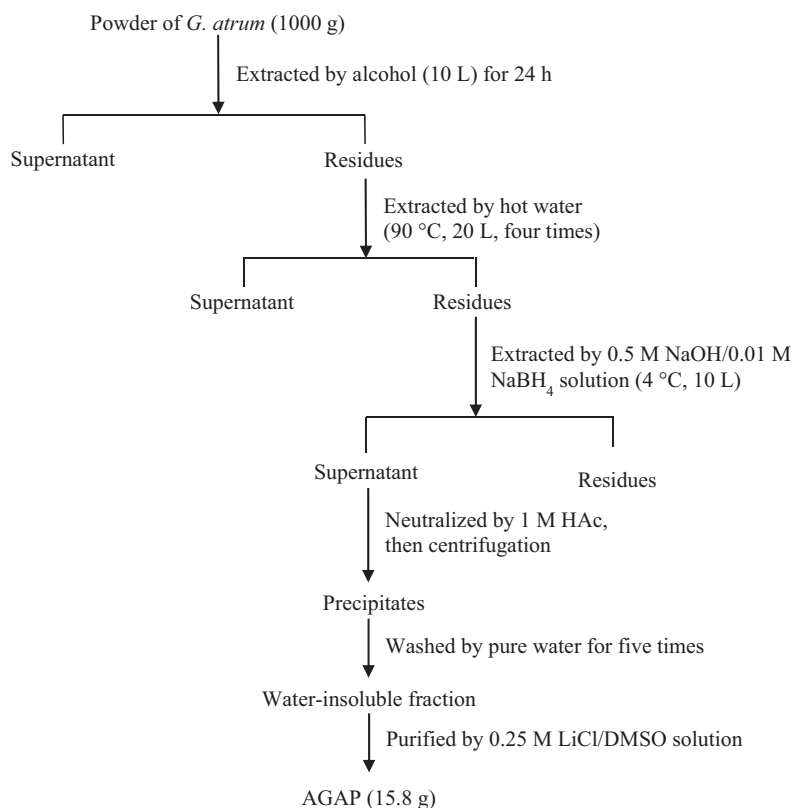 Powder of G. atrum (1000 g)
Extracted by alcohol (10 L) for 24 h
Supernatant Residues
Extracted by hot water
(90 °C, 20 L, four times)
Supernatant Residues
Extracted by 0.5 M NaOH/0.01 M
NaBH4 solution (4 °C, 10 L)
Supernatant Residues
Neutralized by 1 M HAc,
then centrifugation
Precipitates
Washed by pure water for five times
Water-insoluble fraction
Purified by 0.25 M LiCl/DMSO solution
AGAP (15.8 g)